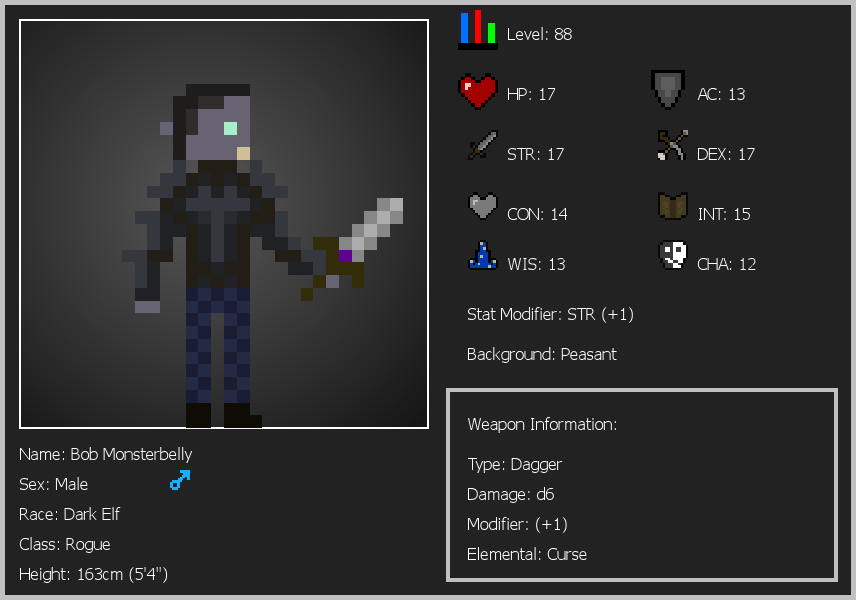 Level: 88
HP: 17
AC: 13
STR: 17
DEX: 17
CON: 14
INT: 15
WIS: 13
CHA: 12
Stat Modifier: STR (+1)
Background: Peasant
Weapon Information:
Type: Dagger
Damage: d6
Modifier: (+1)
Elemental: Curse
Name: Bob Monsterbelly
Sex: Male
Race: Dark Elf
Class: Rogue
Height: 163cm (5'4")